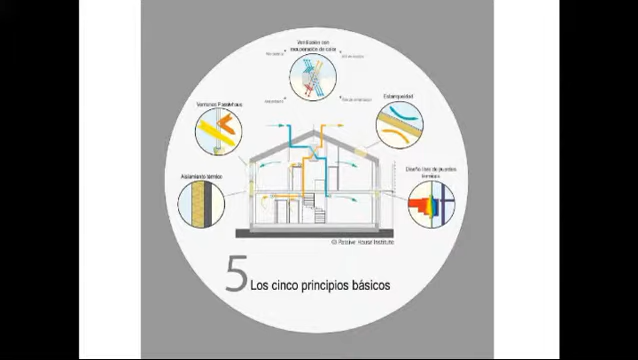 Ventilación con
recuperación de calor
Ventanas Passivhaus
Estanqueidad
Aislamiento térmico
Diseño libre de puentes
térmicos
© Passive House Institute
5 Los cinco principios básicos